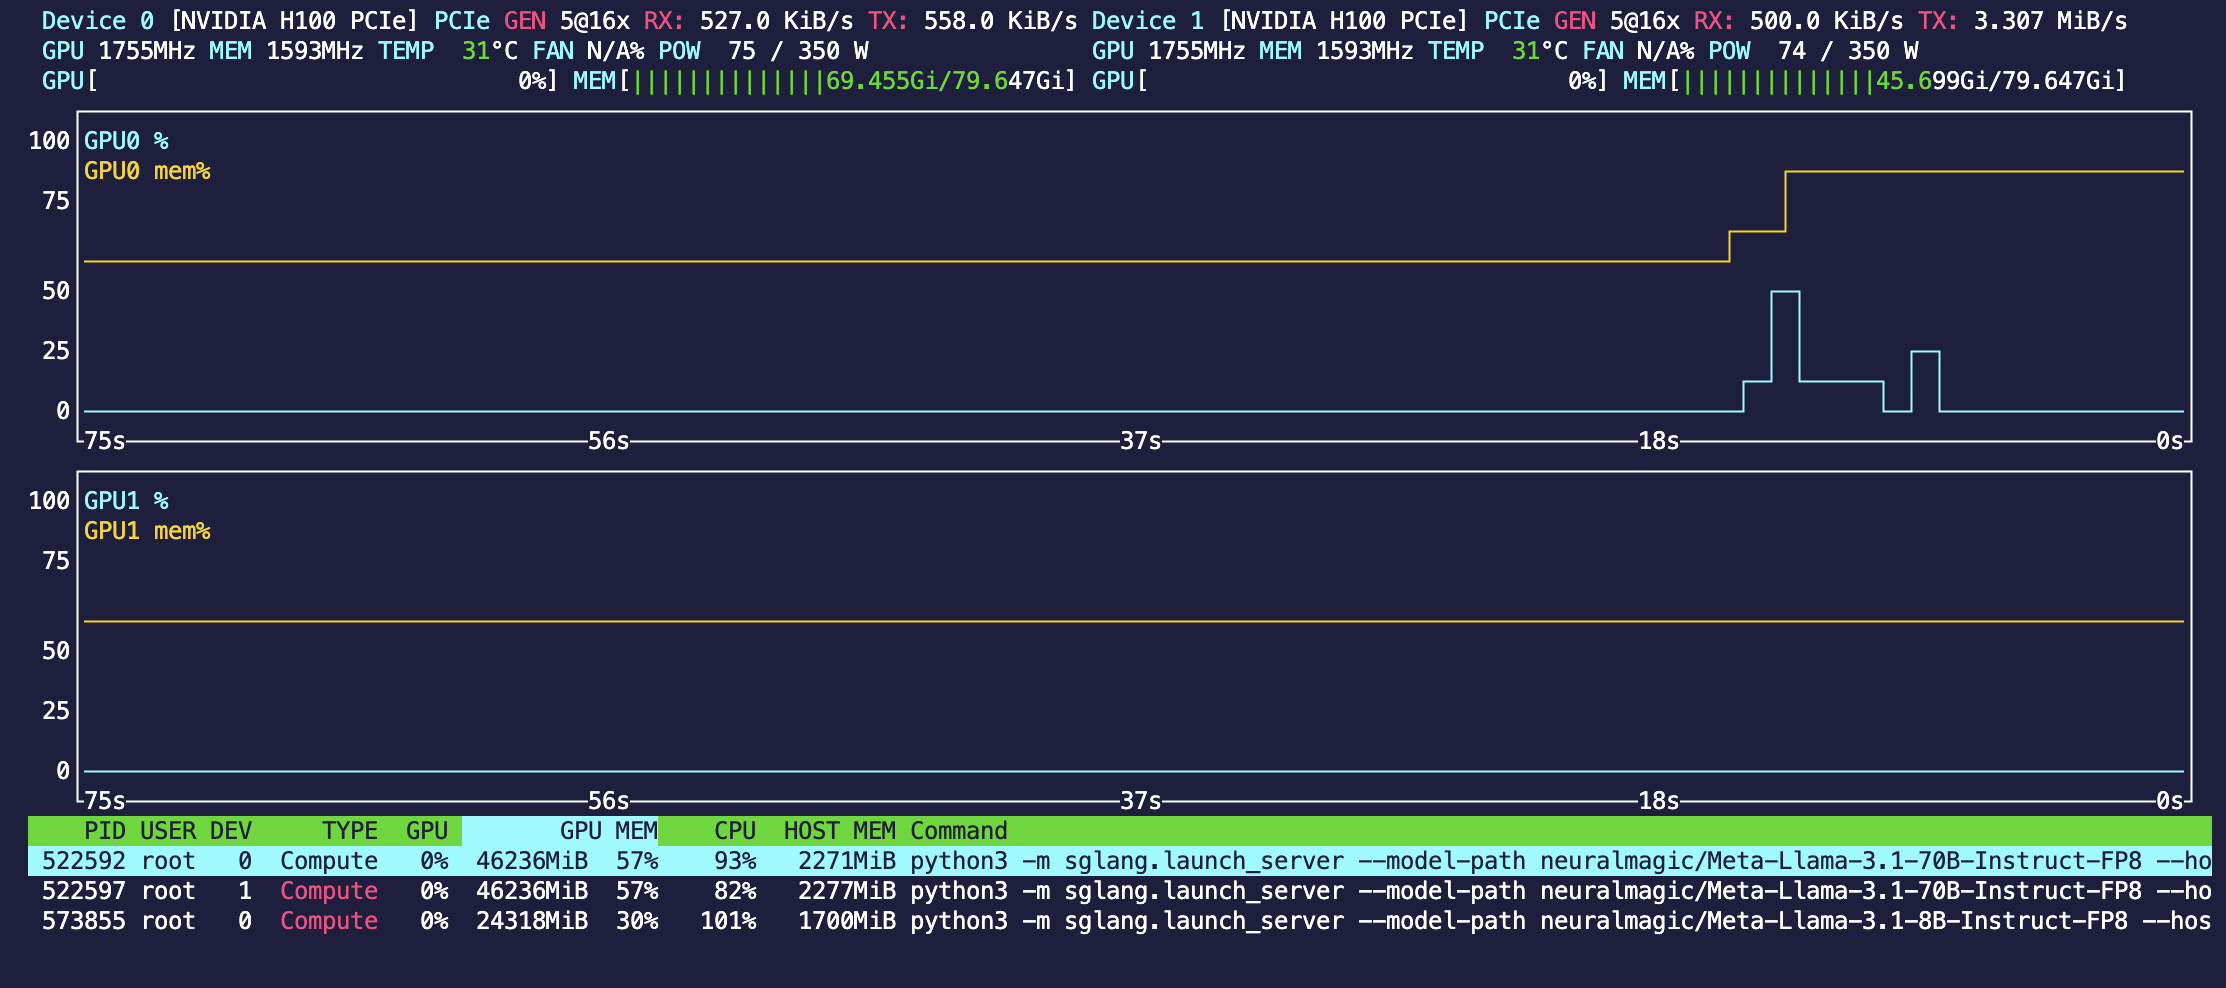 Device 0 [NVIDIA H100 PCIe] PCIe GEN 5@16x RX: 527.0 KiB/s TX: 558.0 KiB/s Device 1 [NVIDIA H100 PCIe] PCIe GEN 5@16x RX: 500.0 KiB/s TX: 3.307 MiB/s
GPU 1755MHz MEM 1593MHz TEMP  31°C FAN N/A% POW  75 / 350 W GPU 1755MHz MEM 1593MHz TEMP  31°C FAN N/A% POW  74 / 350 W
GPU[ 0%] MEM[||||||||||||||69.455Gi/79.647Gi] GPU[ 0%] MEM[||||||||||||||45.699Gi/79.647Gi]
100 GPU0 %
GPU0 mem%
75
50
25
0
75s 56s 37s 18s 0s
100 GPU1 %
GPU1 mem%
75
50
25
0
75s 56s 37s 18s 0s
PID USER DEV TYPE GPU GPU MEM CPU HOST MEM Command
522592 root 0 Compute 0% 46236MiB 57% 93% 2271MiB python3 -m sglang.launch_server --model-path neuralmagic/Meta-Llama-3.1-70B-Instruct-FP8 --ho
522597 root 1 Compute 0% 46236MiB 57% 82% 2277MiB python3 -m sglang.launch_server --model-path neuralmagic/Meta-Llama-3.1-70B-Instruct-FP8 --ho
573855 root 0 Compute 0% 24318MiB 30% 101% 1700MiB python3 -m sglang.launch_server --model-path neuralmagic/Meta-Llama-3.1-8B-Instruct-FP8 --hos